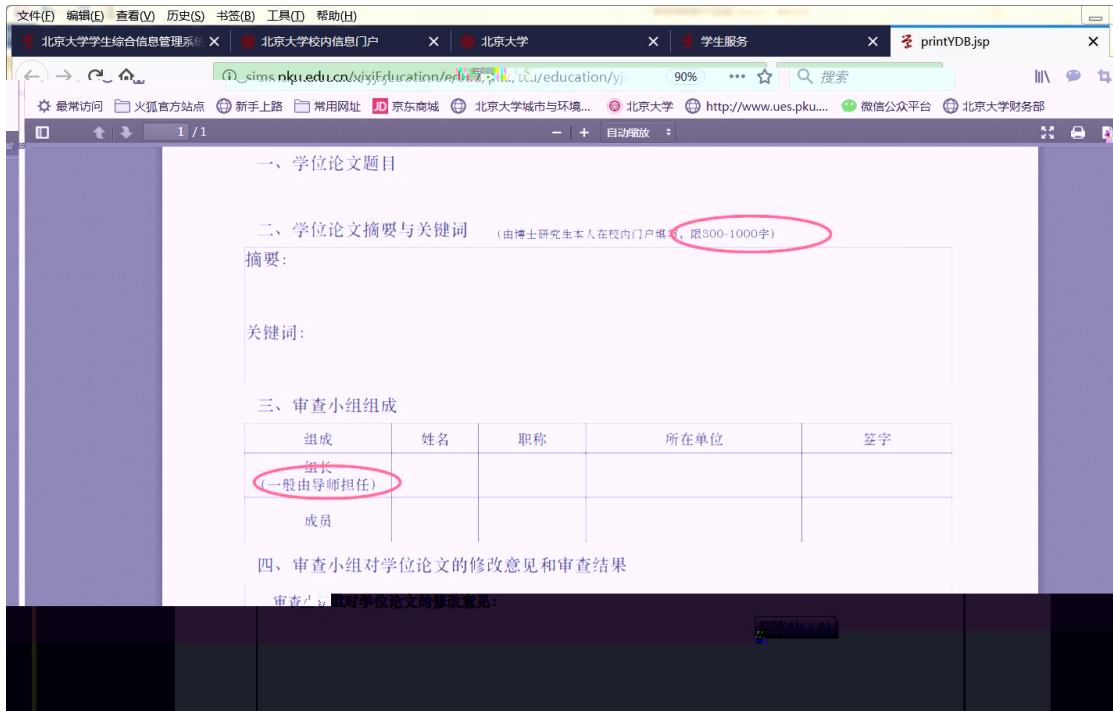 文件(F) 编辑(E) 查看(V) 历史(S) 书签(B) 工具(T) 帮助(H)
北京大学学生综合信息管理系统 北京大学校内信息门户 北京大学 学生服务 printYDB.jsp
90% 搜索
最常访问 火狐官方站点 新手上路 常用网址 JD 京东商城 北京大学城市与环境... 北京大学 http://www.ues.pku.... 微信公众平台 北京大学财务部
1 / 1 自动缩放
一、学位论文题目
二、学位论文摘要与关键词 (由博士研究生本人在校内门户填写，限800-1000字)
摘要:
关键词:
三、审查小组组成
组成 姓名 职称 所在单位 签字
组长
(一般由导师担任)
成员
四、审查小组对学位论文的修改意见和审查结果
审查小组对学位论文的修改意见: